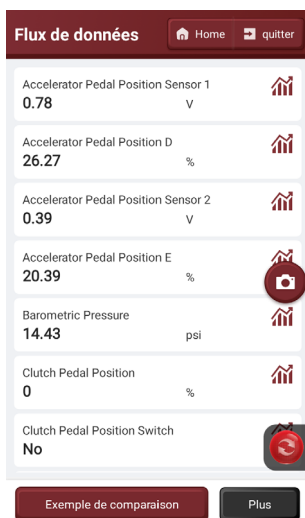 Flux de données
Home
quitter
Accelerator Pedal Position Sensor 1
0.78 V
Accelerator Pedal Position D
26.27 %
Accelerator Pedal Position Sensor 2
0.39 V
Accelerator Pedal Position E
20.39 %
Barometric Pressure
14.43 psi
Clutch Pedal Position
0 %
Clutch Pedal Position Switch
No
Exemple de comparaison
Plus